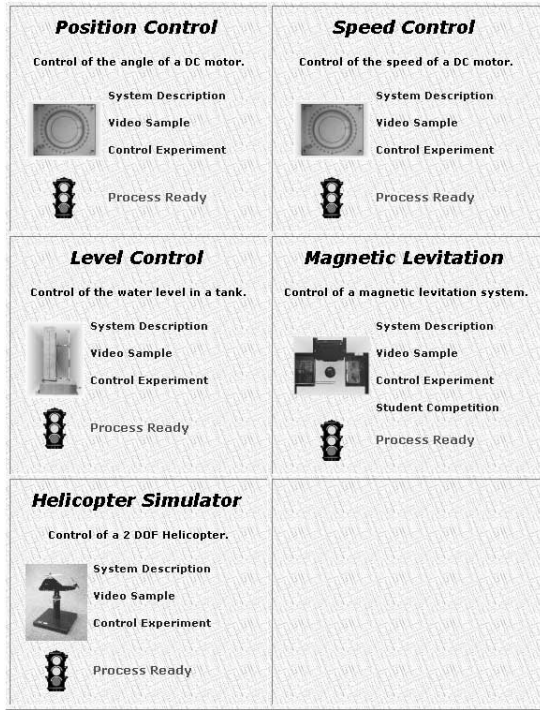 Position Control
Control of the angle of a DC motor.
System Description
Video Sample
Control Experiment
Process Ready
Speed Control
Control of the speed of a DC motor.
System Description
Video Sample
Control Experiment
Process Ready
Level Control
Control of the water level in a tank.
System Description
Video Sample
Control Experiment
Process Ready
Magnetic Levitation
Control of a magnetic levitation system.
System Description
Video Sample
Control Experiment
Student Competition
Process Ready
Helicopter Simulator
Control of a 2 DOF Helicopter.
System Description
Video Sample
Control Experiment
Process Ready